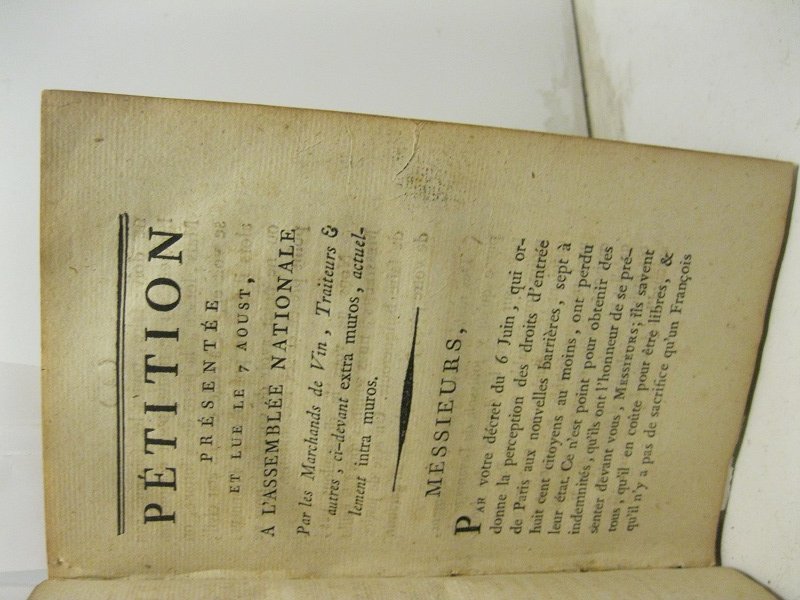 PÉTITION
PRÉSENTÉE
ET LUE LE 7 AOUST,
A L'ASSEMBLÉE NATIONALE
Par les Marchands de Vin, Traiteurs &
autres, ci-devant extra muros, actuel-
lement intra muros.
MESSIEURS,
PAR votre décret du 6 Juin, qui or-
donne la perception des droits d'entrée
de Paris aux nouvelles barrières, sept à
huit cent citoyens au moins, ont perdu
leur état. Ce n'est point pour obtenir des
indemnités, qu'ils ont l'honneur de se pré-
senter devant vous, MESSIEURS; ils savent
tous, qu'il en coûte pour être libres, &
qu'il n'y a pas de sacrifice qu'un François